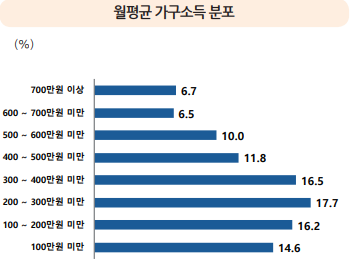 월평균 가구소득 분포
(%)
700만원 이상 6.7
600 ~ 700만원 미만 6.5
500 ~ 600만원 미만 10.0
400 ~ 500만원 미만 11.8
300 ~ 400만원 미만 16.5
200 ~ 300만원 미만 17.7
100 ~ 200만원 미만 16.2
100만원 미만 14.6